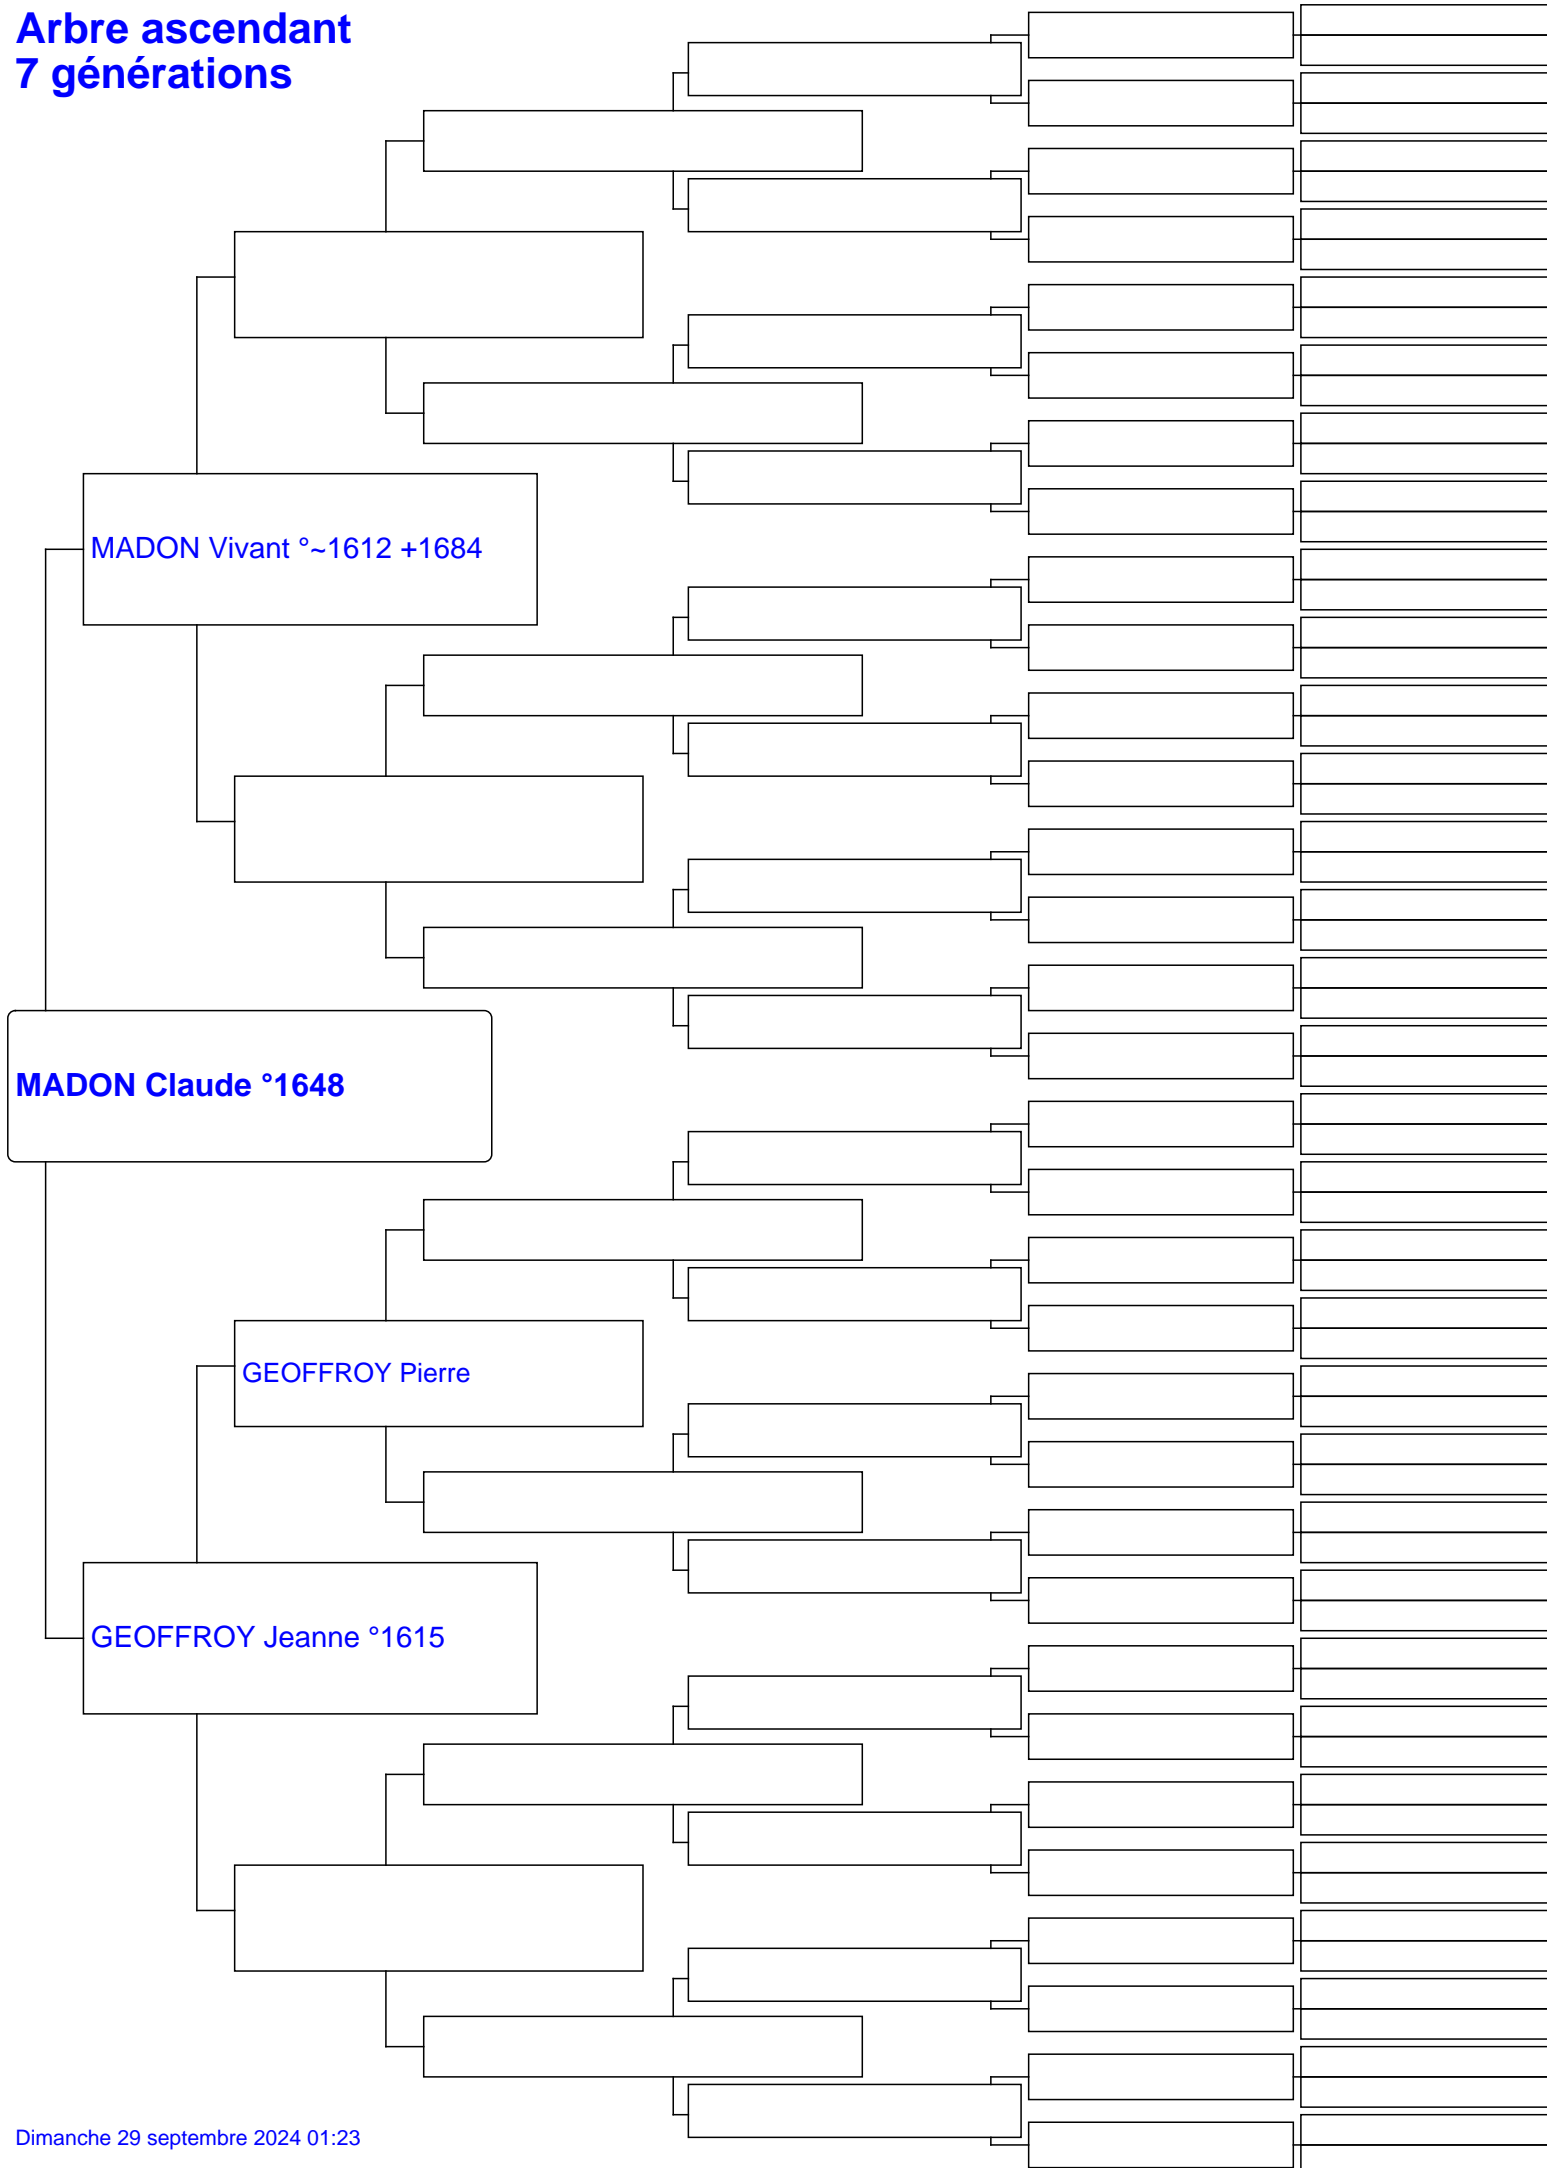 Arbre ascendant
7 générations
MADON Vivant °~1612 +1684
MADON Claude °1648
GEOFFROY Pierre
GEOFFROY Jeanne °1615
Dimanche 29 septembre 2024 01:23